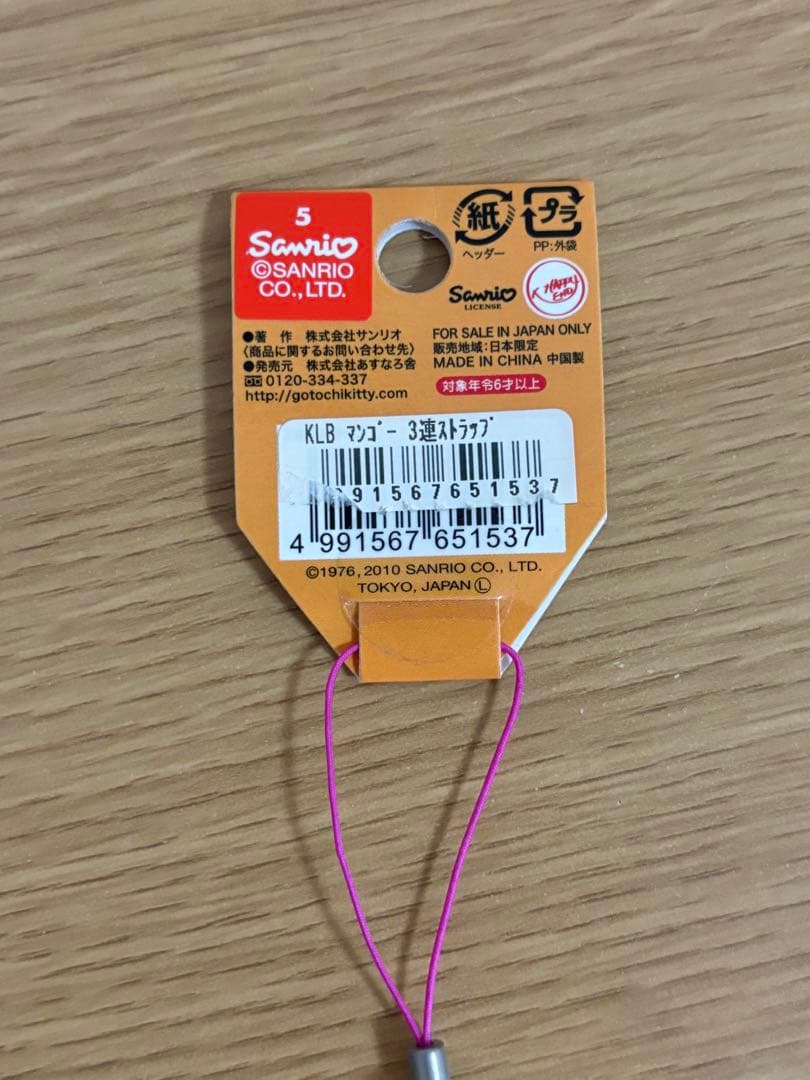 5
Sanrio
©SANRIO
CO., LTD.
紙
ヘッダー
プラ
PP:外袋
Sanrio
LICENSE
K HAPPY
END
●著 作 株式会社サンリオ
〈商品に関するお問い合わせ先〉
●発売元 株式会社あすなろ舎
0120-334-337
http://gotochikitty.com
FOR SALE IN JAPAN ONLY
販売地域:日本限定
MADE IN CHINA 中国製
対象年令6才以上
KLB マンゴー 3連ストラップ
91567651537
4 991567 651537
©1976, 2010 SANRIO CO., LTD.
TOKYO, JAPAN Ⓛ